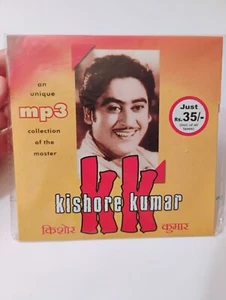 an
unique
mp3
collection
of the
master
Just
Rs.35/-
kk
kishore kumar
किशोर कुमार